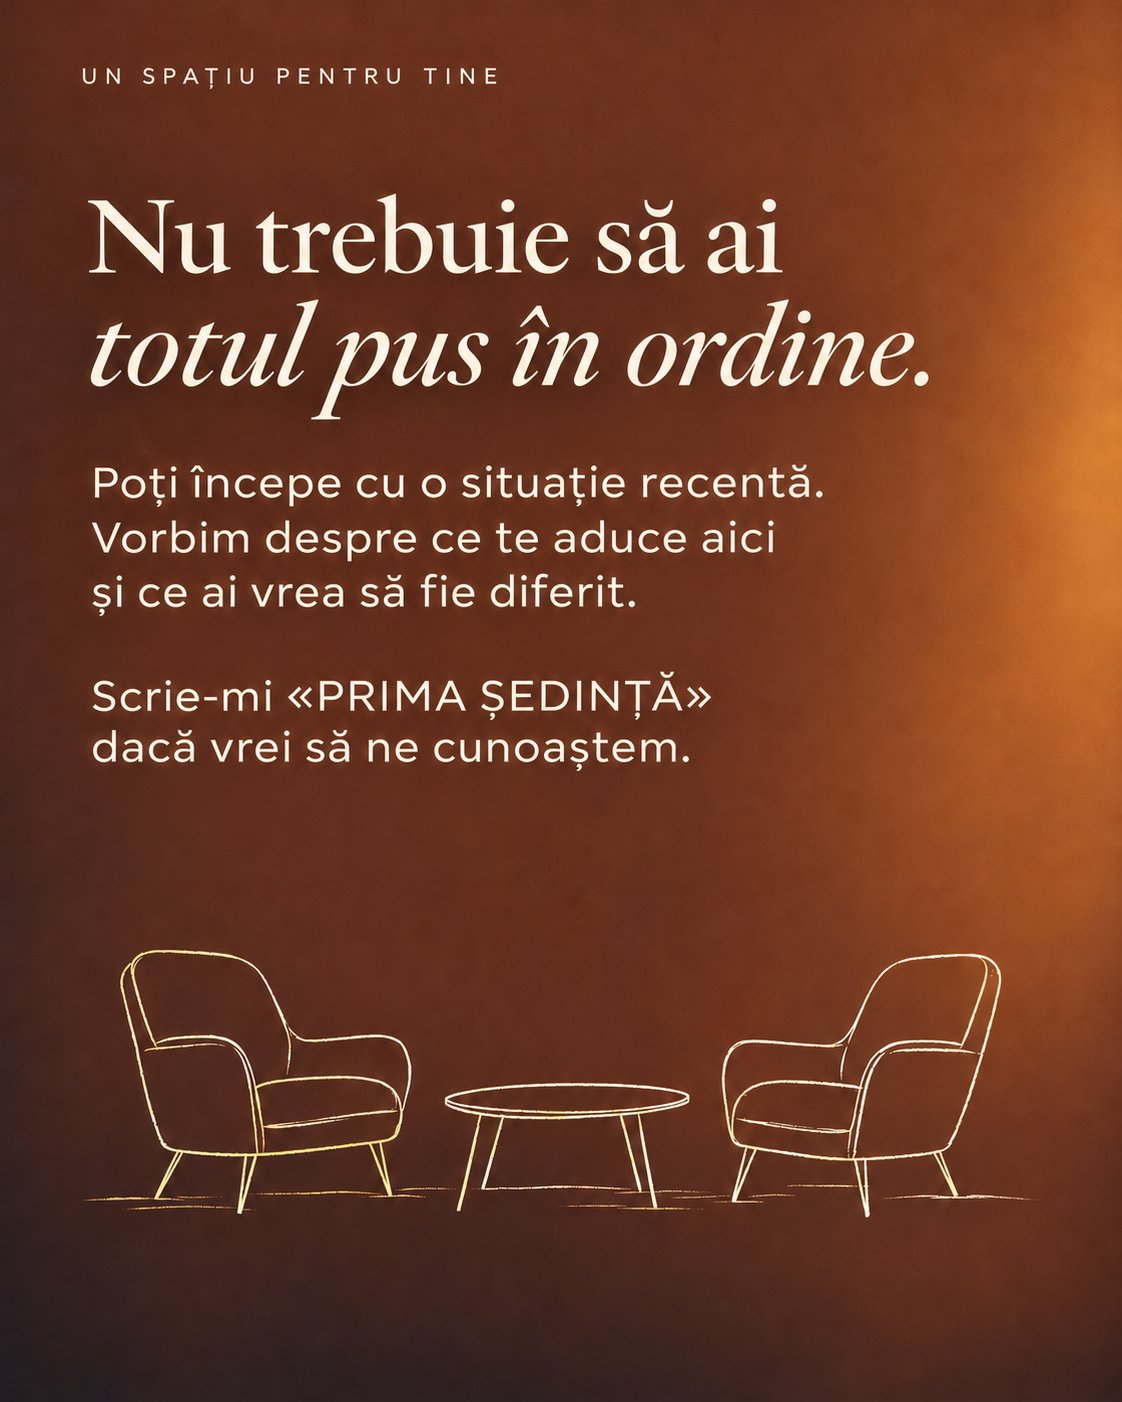 UN SPAȚIU PENTRU TINE
Nu trebuie să ai
totul pus în ordine.
Poți începe cu o situație recentă.
Vorbim despre ce te aduce aici
și ce ai vrea să fie diferit.
Scrie-mi «PRIMA ȘEDINȚĂ»
dacă vrei să ne cunoaștem.